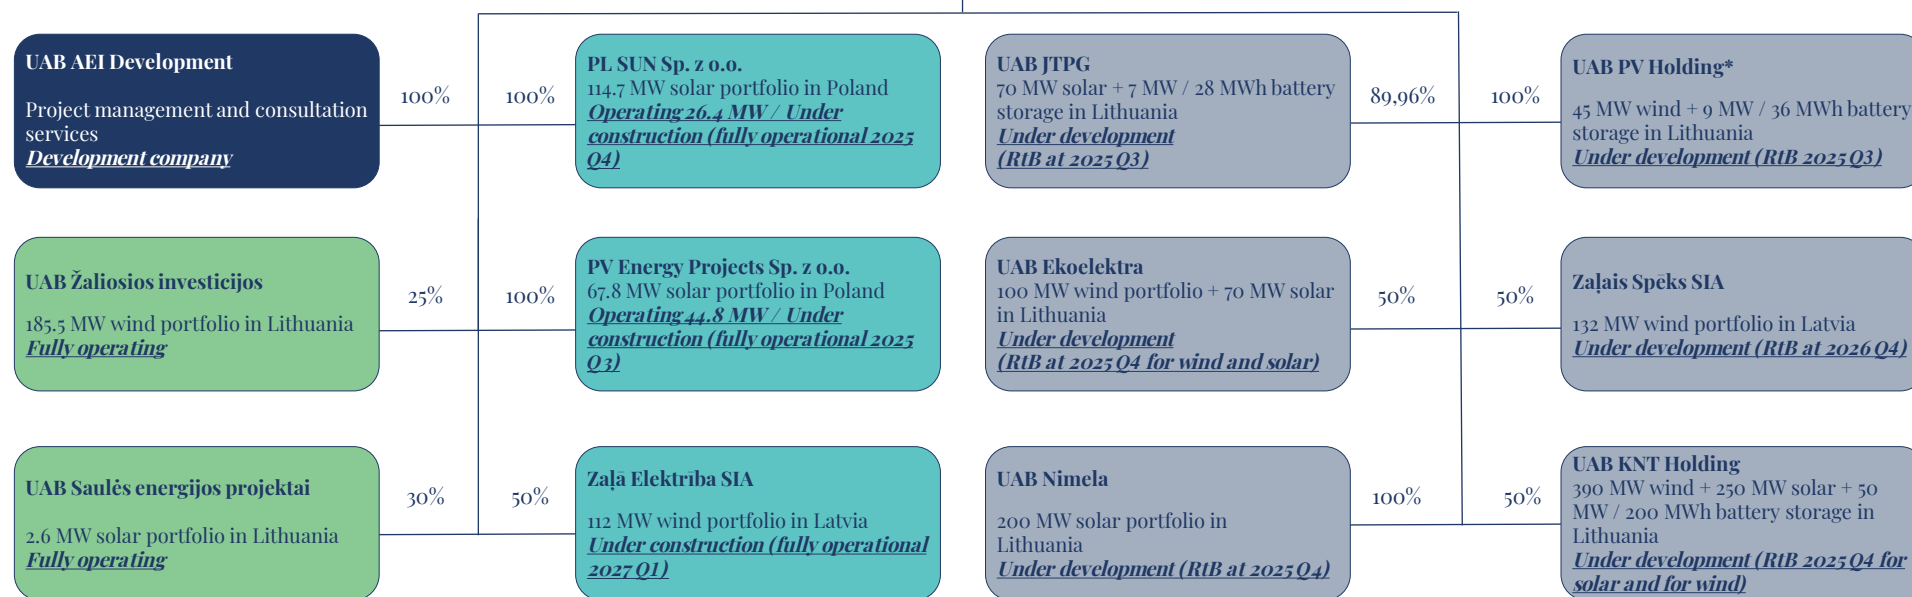 UAB AEI Development
Project management and consultation
services
Development company
100%
100%
PL SUN Sp. z o.o.
114.7 MW solar portfolio in Poland
Operating 26.4 MW / Under
construction (fully operational 2025
Q4)
UAB JTPG
70 MW solar + 7 MW / 28 MWh battery
storage in Lithuania
Under development
(RtB at 2025 Q3)
89,96%
100%
UAB PV Holding*
45 MW wind + 9 MW / 36 MWh battery
storage in Lithuania
Under development (RtB 2025 Q3)
UAB Žaliosios investicijos
185.5 MW wind portfolio in Lithuania
Fully operating
25%
100%
PV Energy Projects Sp. z o.o.
67.8 MW solar portfolio in Poland
Operating 44.8 MW / Under
construction (fully operational 2025
Q3)
UAB Ekoelektra
100 MW wind portfolio + 70 MW solar
in Lithuania
Under development
(RtB at 2025 Q4 for wind and solar)
50%
50%
Zaļais Spēks SIA
132 MW wind portfolio in Latvia
Under development (RtB at 2026 Q4)
UAB Saulės energijos projektai
2.6 MW solar portfolio in Lithuania
Fully operating
30%
50%
Zaļā Elektrība SIA
112 MW wind portfolio in Latvia
Under construction (fully operational
2027 Q1)
UAB Nimela
200 MW solar portfolio in
Lithuania
Under development (RtB at 2025 Q4)
100%
50%
UAB KNT Holding
390 MW wind + 250 MW solar + 50
MW / 200 MWh battery storage in
Lithuania
Under development (RtB 2025 Q4 for
solar and for wind)